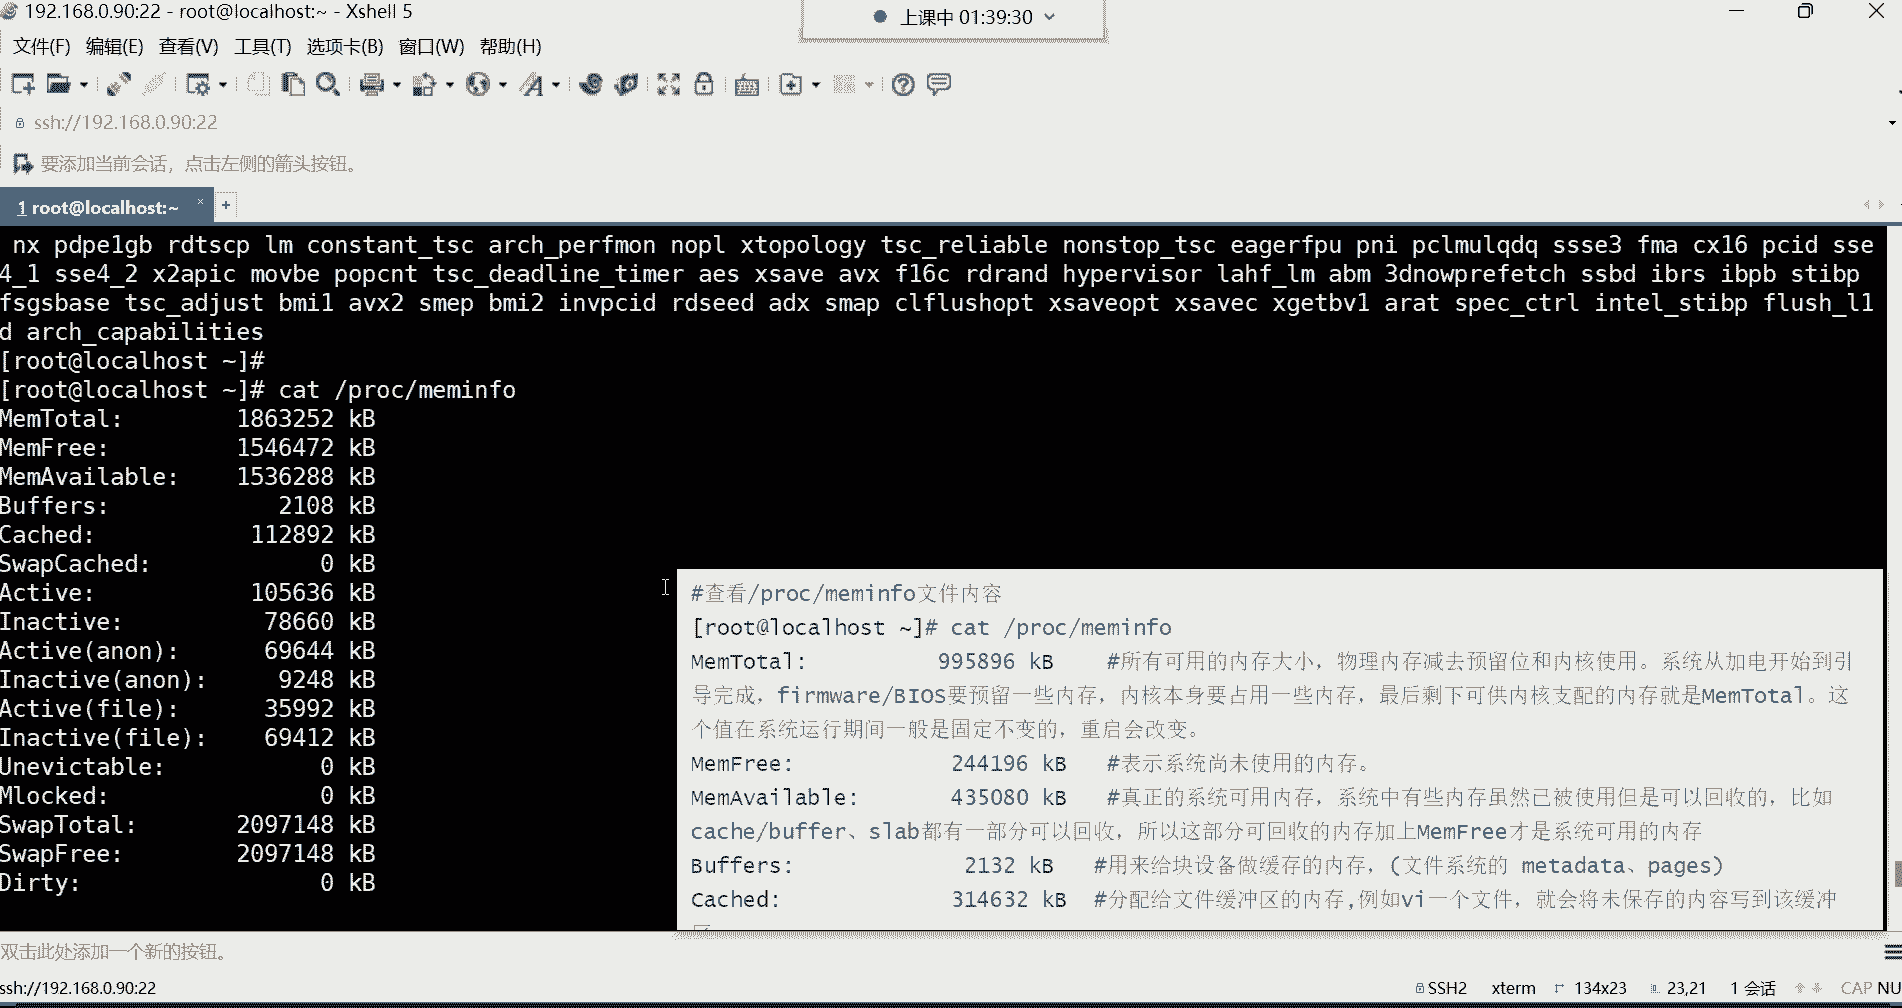 192.168.0.90:22 - root@localhost:~ - Xshell 5
上课中 01:39:30
文件(F) 编辑(E) 查看(V) 工具(T) 选项卡(B) 窗口(W) 帮助(H)
ssh://192.168.0.90:22
要添加当前会话，点击左侧的箭头按钮。
1 root@localhost:~ × +
nx pdpe1gb rdtscp lm constant_tsc arch_perfmon nopl xtopology tsc_reliable nonstop_tsc eagerfpu pni pclmulqdq ssse3 fma cx16 pcid sse
4_1 sse4_2 x2apic movbe popcnt tsc_deadline_timer aes xsave avx f16c rdrand hypervisor lahf_lm abm 3dnowprefetch ssbd ibrs ibpb stibp
fsgsbase tsc_adjust bmi1 avx2 smep bmi2 invpcid rdseed adx smap clflushopt xsaveopt xsavec xgetbv1 arat spec_ctrl intel_stibp flush_l1
d arch_capabilities
[root@localhost ~]#
[root@localhost ~]# cat /proc/meminfo
MemTotal: 1863252 kB
MemFree: 1546472 kB
MemAvailable: 1536288 kB
Buffers: 2108 kB
Cached: 112892 kB
SwapCached: 0 kB
Active: 105636 kB
Inactive: 78660 kB
Active(anon): 69644 kB
Inactive(anon): 9248 kB
Active(file): 35992 kB
Inactive(file): 69412 kB
Unevictable: 0 kB
Mlocked: 0 kB
SwapTotal: 2097148 kB
SwapFree: 2097148 kB
Dirty: 0 kB
#查看/proc/meminfo文件内容
[root@localhost ~]# cat /proc/meminfo
MemTotal: 995896 kB #所有可用的内存大小，物理内存减去预留位和内核使用。系统从加电开始到引
导完成，firmware/BIOS要预留一些内存，内核本身要占用一些内存，最后剩下可供内核支配的内存就是MemTotal。这
个值在系统运行期间一般是固定不变的，重启会改变。
MemFree: 244196 kB #表示系统尚未使用的内存。
MemAvailable: 435080 kB #真正的系统可用内存，系统中有些内存虽然已被使用但是可以回收的，比如
cache/buffer、slab都有一部分可以回收，所以这部分可回收的内存加上MemFree才是系统可用的内存
Buffers: 2132 kB #用来给块设备做缓存的内存，(文件系统的 metadata、pages)
Cached: 314632 kB #分配给文件缓冲区的内存,例如vi一个文件，就会将未保存的内容写到该缓冲
双击此处添加一个新的按钮。
ssh://192.168.0.90:22 SSH2 xterm 134x23 23,21 1 会话 CAP NU